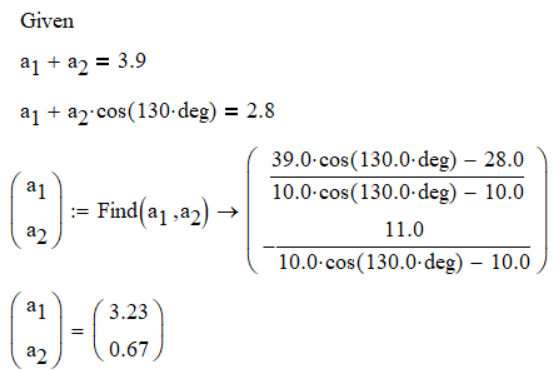 Given
a1 + a2 = 3.9
a1 + a2·cos(130·deg) = 2.8
39.0·cos(130.0·deg) − 28.0
10.0·cos(130.0·deg) − 10.0
(a1 a2) := Find(a1 ,a2) →
11.0
−
10.0·cos(130.0·deg) − 10.0
(a1 a2) = (3.23 0.67)